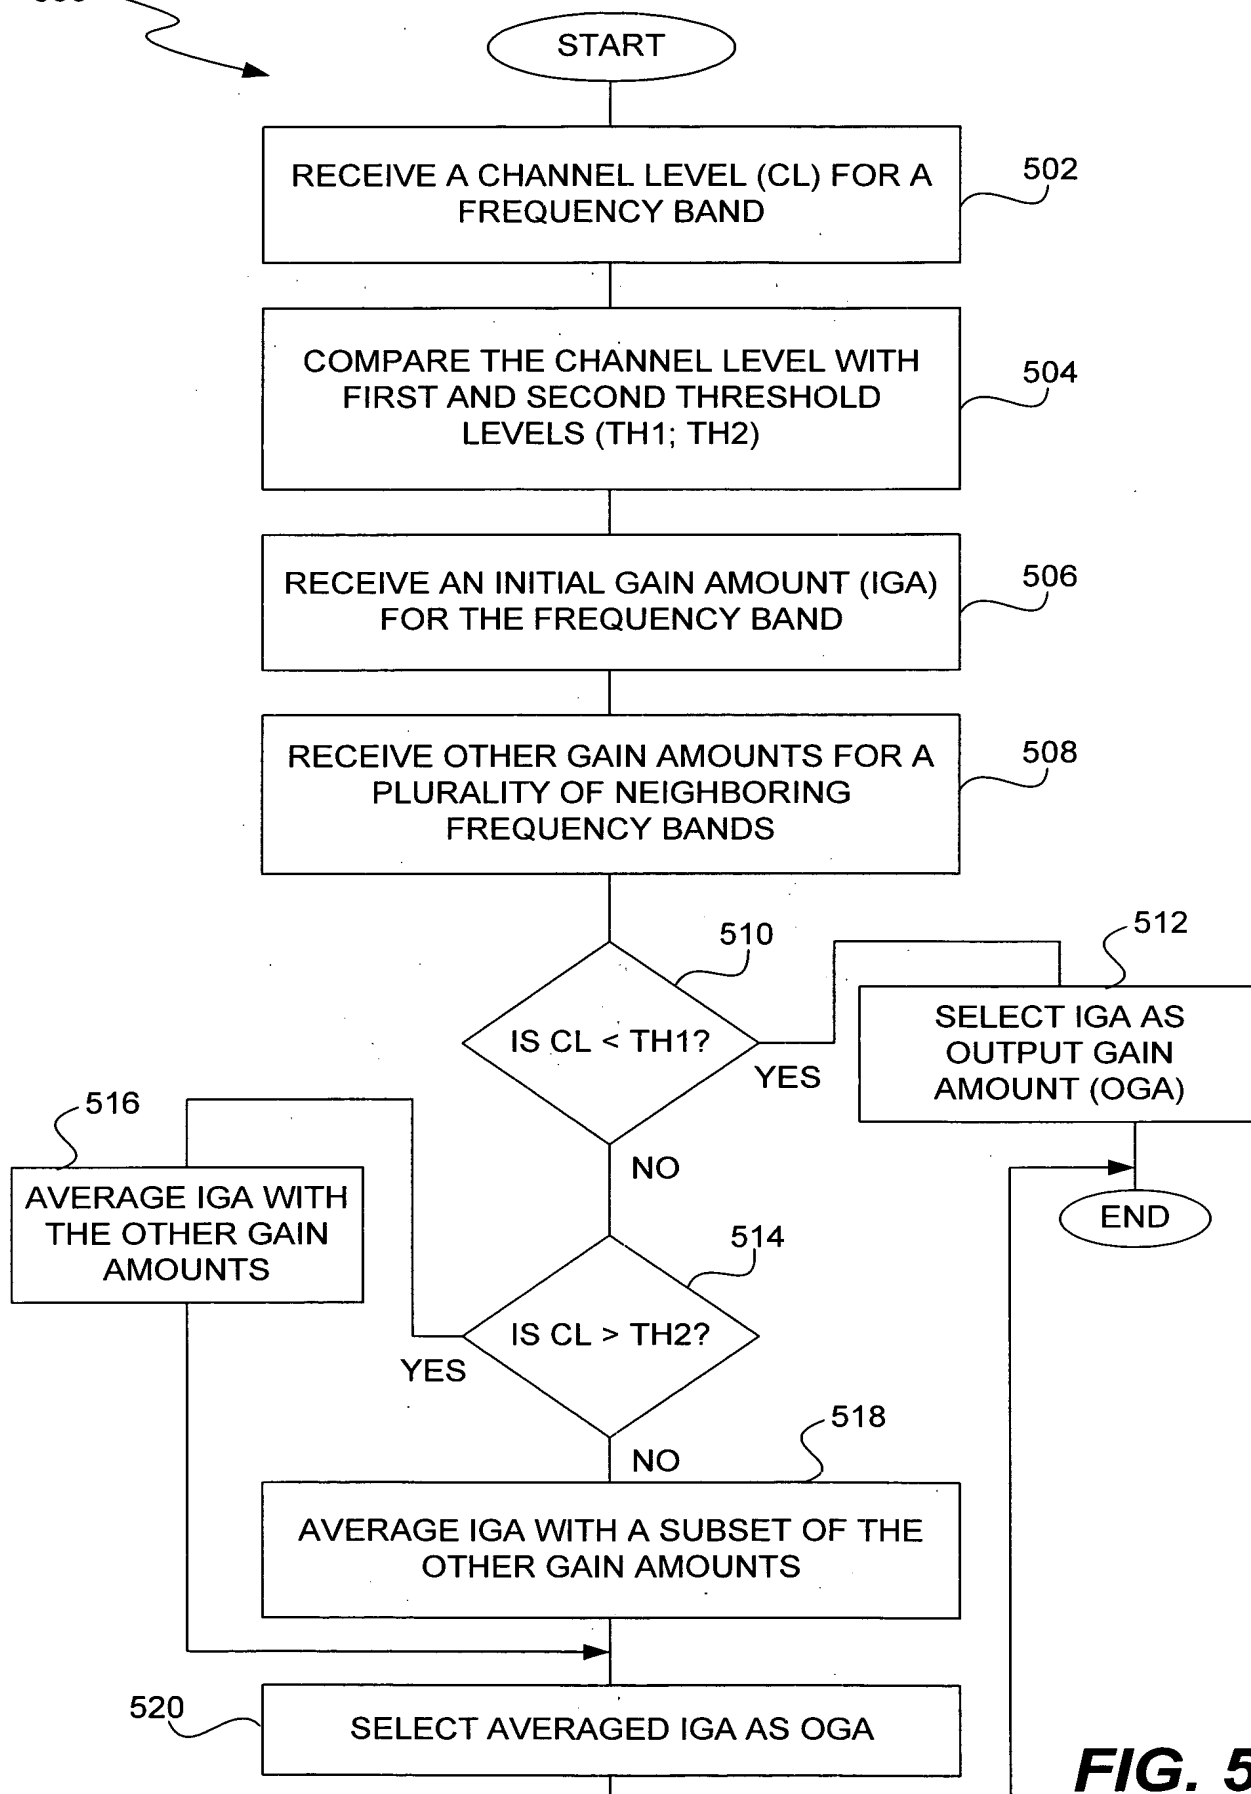 START
RECEIVE A CHANNEL LEVEL (CL) FOR A
FREQUENCY BAND
502
COMPARE THE CHANNEL LEVEL WITH
FIRST AND SECOND THRESHOLD
LEVELS (TH1; TH2)
504
RECEIVE AN INITIAL GAIN AMOUNT (IGA)
FOR THE FREQUENCY BAND
506
RECEIVE OTHER GAIN AMOUNTS FOR A
PLURALITY OF NEIGHBORING
FREQUENCY BANDS
508
510
IS CL < TH1?
YES
NO
512
SELECT IGA AS
OUTPUT GAIN
AMOUNT (OGA)
END
516
AVERAGE IGA WITH
THE OTHER GAIN
AMOUNTS
514
IS CL > TH2?
YES
NO
518
AVERAGE IGA WITH A SUBSET OF THE
OTHER GAIN AMOUNTS
520
SELECT AVERAGED IGA AS OGA
FIG. 5